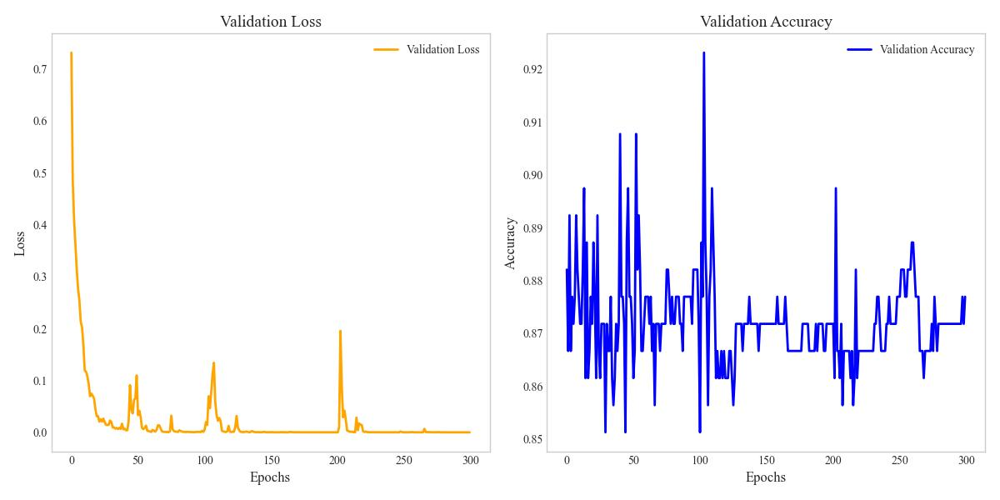 Validation Loss
Validation Loss
0.7
0.6
0.5
0.4
0.3
0.2
0.1
0.0
Loss
0 50 100 150 200 250 300
Epochs
Validation Accuracy
Validation Accuracy
0.92
0.91
0.90
0.89
0.88
0.87
0.86
0.85
Accuracy
0 50 100 150 200 250 300
Epochs